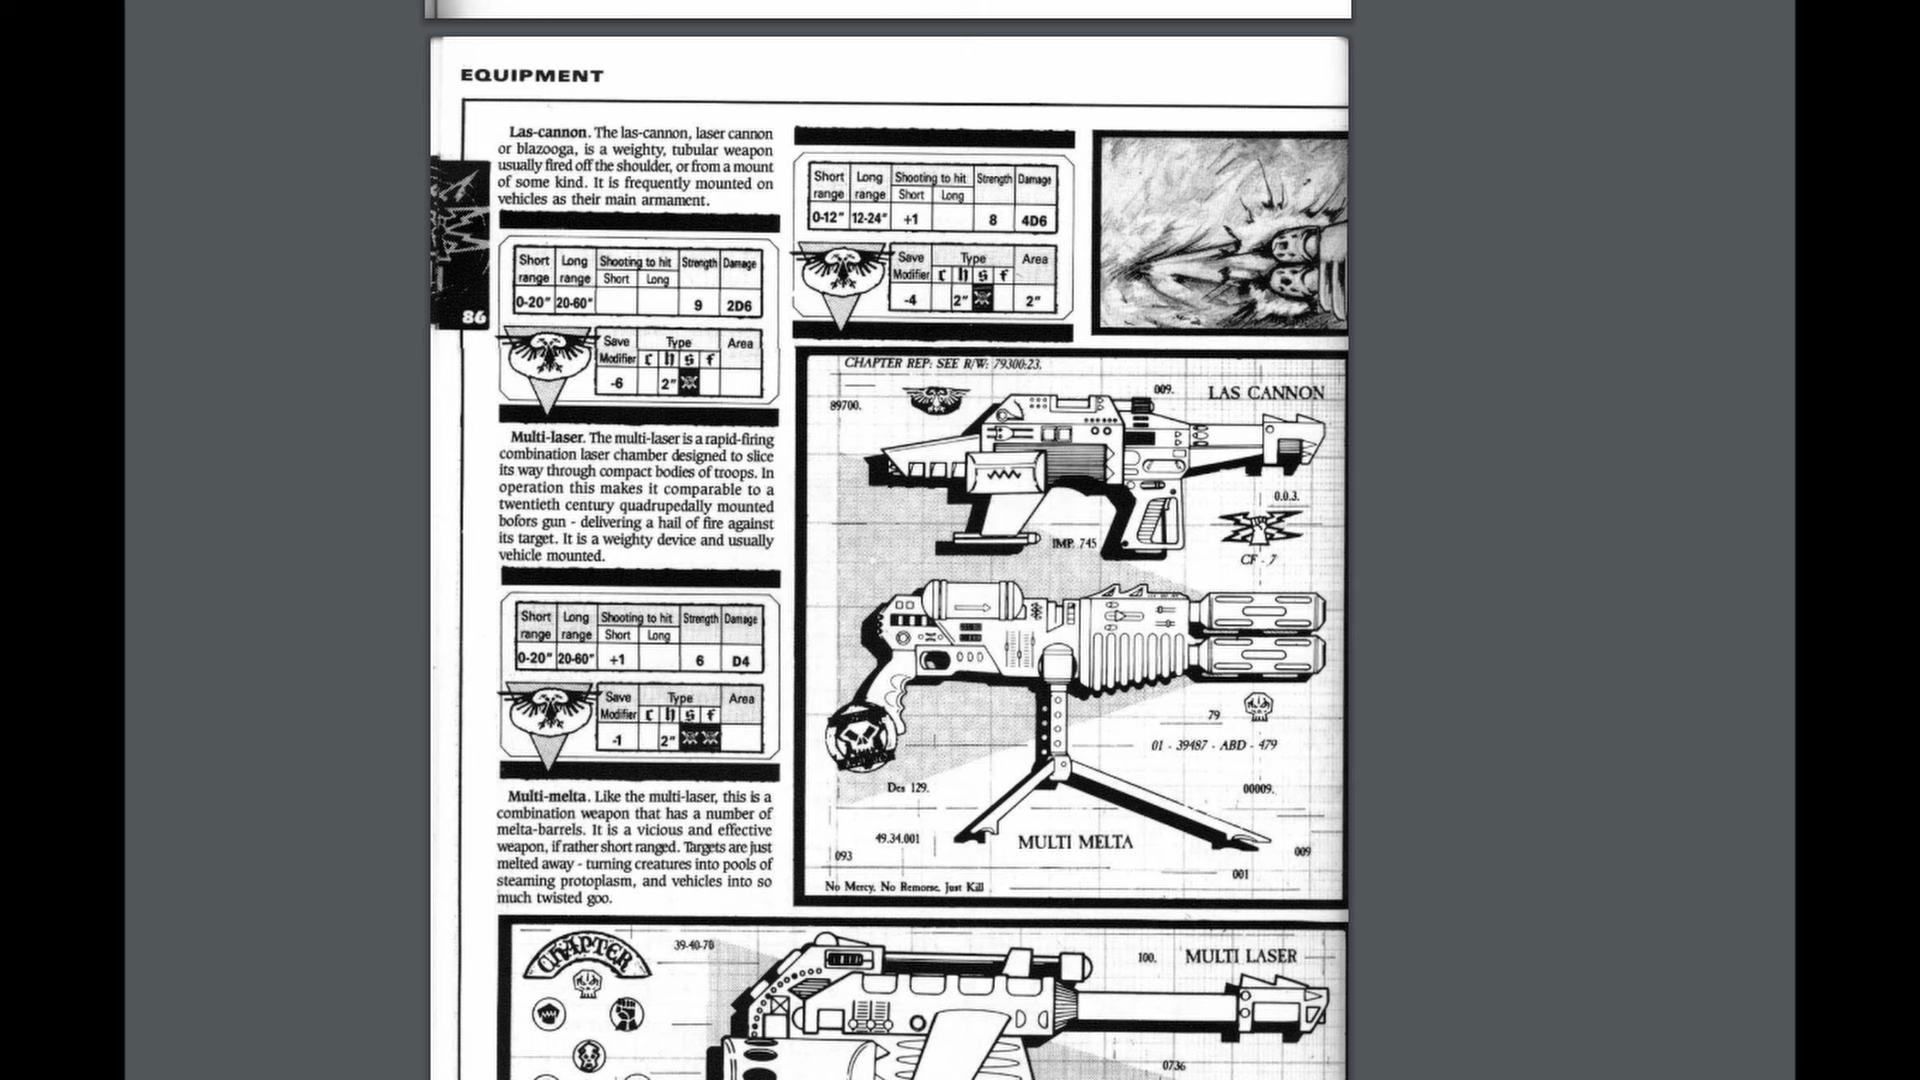 EQUIPMENT
Las-cannon. The las-cannon, laser cannon
or blazooga, is a weighty, tubular weapon
usually fired off the shoulder, or from a mount
of some kind. It is frequently mounted on
vehicles as their main armament.
86
Short Long Shooting to hit Strength Damage
range range Short Long
0-20" 20-60" 9 2D6
Save Type Area
Modifier c h s f
-6 2"
Multi-laser. The multi-laser is a rapid-firing
combination laser chamber designed to slice
its way through compact bodies of troops. In
operation this makes it comparable to a
twentieth century quadrupedally mounted
bofors gun - delivering a hail of fire against
its target. It is a weighty device and usually
vehicle mounted.
Short Long Shooting to hit Strength Damage
range range Short Long
0-20" 20-60" +1 6 D4
Save Type Area
Modifier c h s f
-1 2"
Multi-melta. Like the multi-laser, this is a
combination weapon that has a number of
melta-barrels. It is a vicious and effective
weapon, if rather short ranged. Targets are just
melted away - turning creatures into pools of
steaming protoplasm, and vehicles into so
much twisted goo.
Short Long Shooting to hit Strength Damage
range range Short Long
0-12" 12-24" +1 8 4D6
Save Type Area
Modifier c h s f
-4 2" 2"
CHAPTER REP: SEE R/W: 79300:23.
89700.
009.
LAS CANNON
0.0.3.
IMP. 745
CF - 7
79
01 - 39487 - ABD - 479
Des 129.
00009.
49.34.001
MULTI MELTA
093
009
001
No Mercy, No Remorse, Just Kill
CHAPTER
39-40-70
100.
MULTI LASER
0736